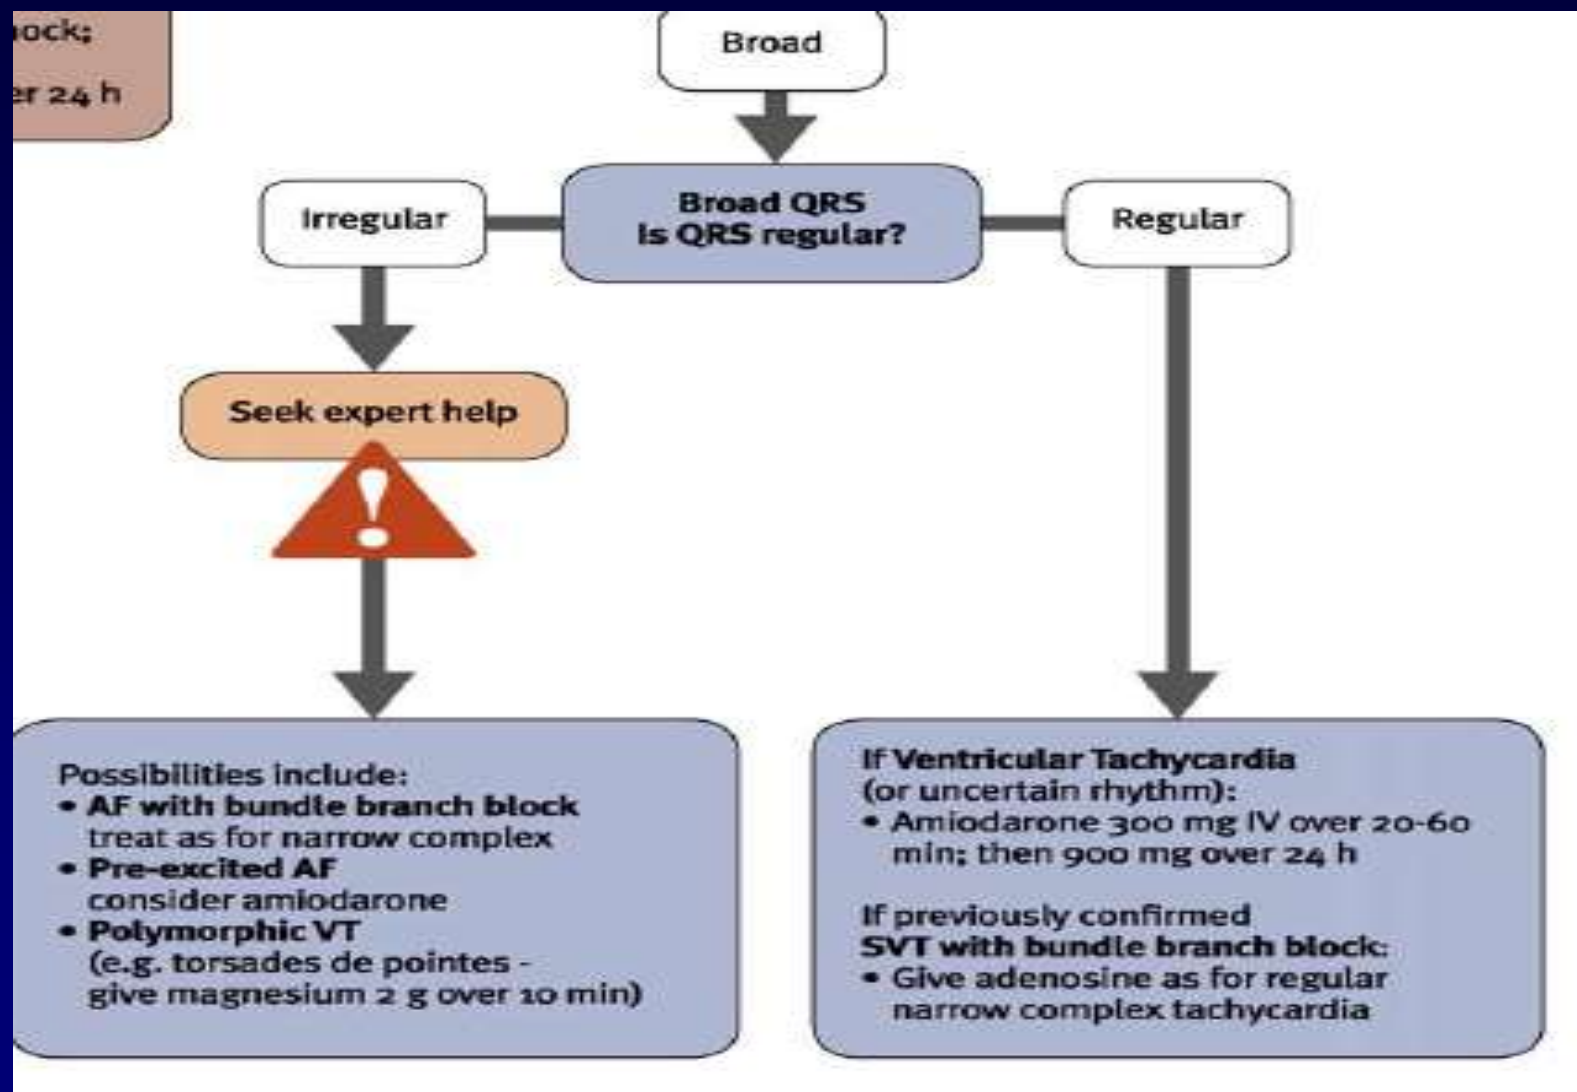 er 24 h
Broad
Broad QRS
Is QRS regular?
Irregular
Regular
Seek expert help
!
Possibilities include:
• AF with bundle branch block
treat as for narrow complex
• Pre-excited AF
consider amiodarone
• Polymorphic VT
(e.g. torsades de pointes -
give magnesium 2 g over 10 min)
If Ventricular Tachycardia
(or uncertain rhythm):
• Amiodarone 300 mg IV over 20-60
min; then 900 mg over 24 h
If previously confirmed
SVT with bundle branch block:
• Give adenosine as for regular
narrow complex tachycardia